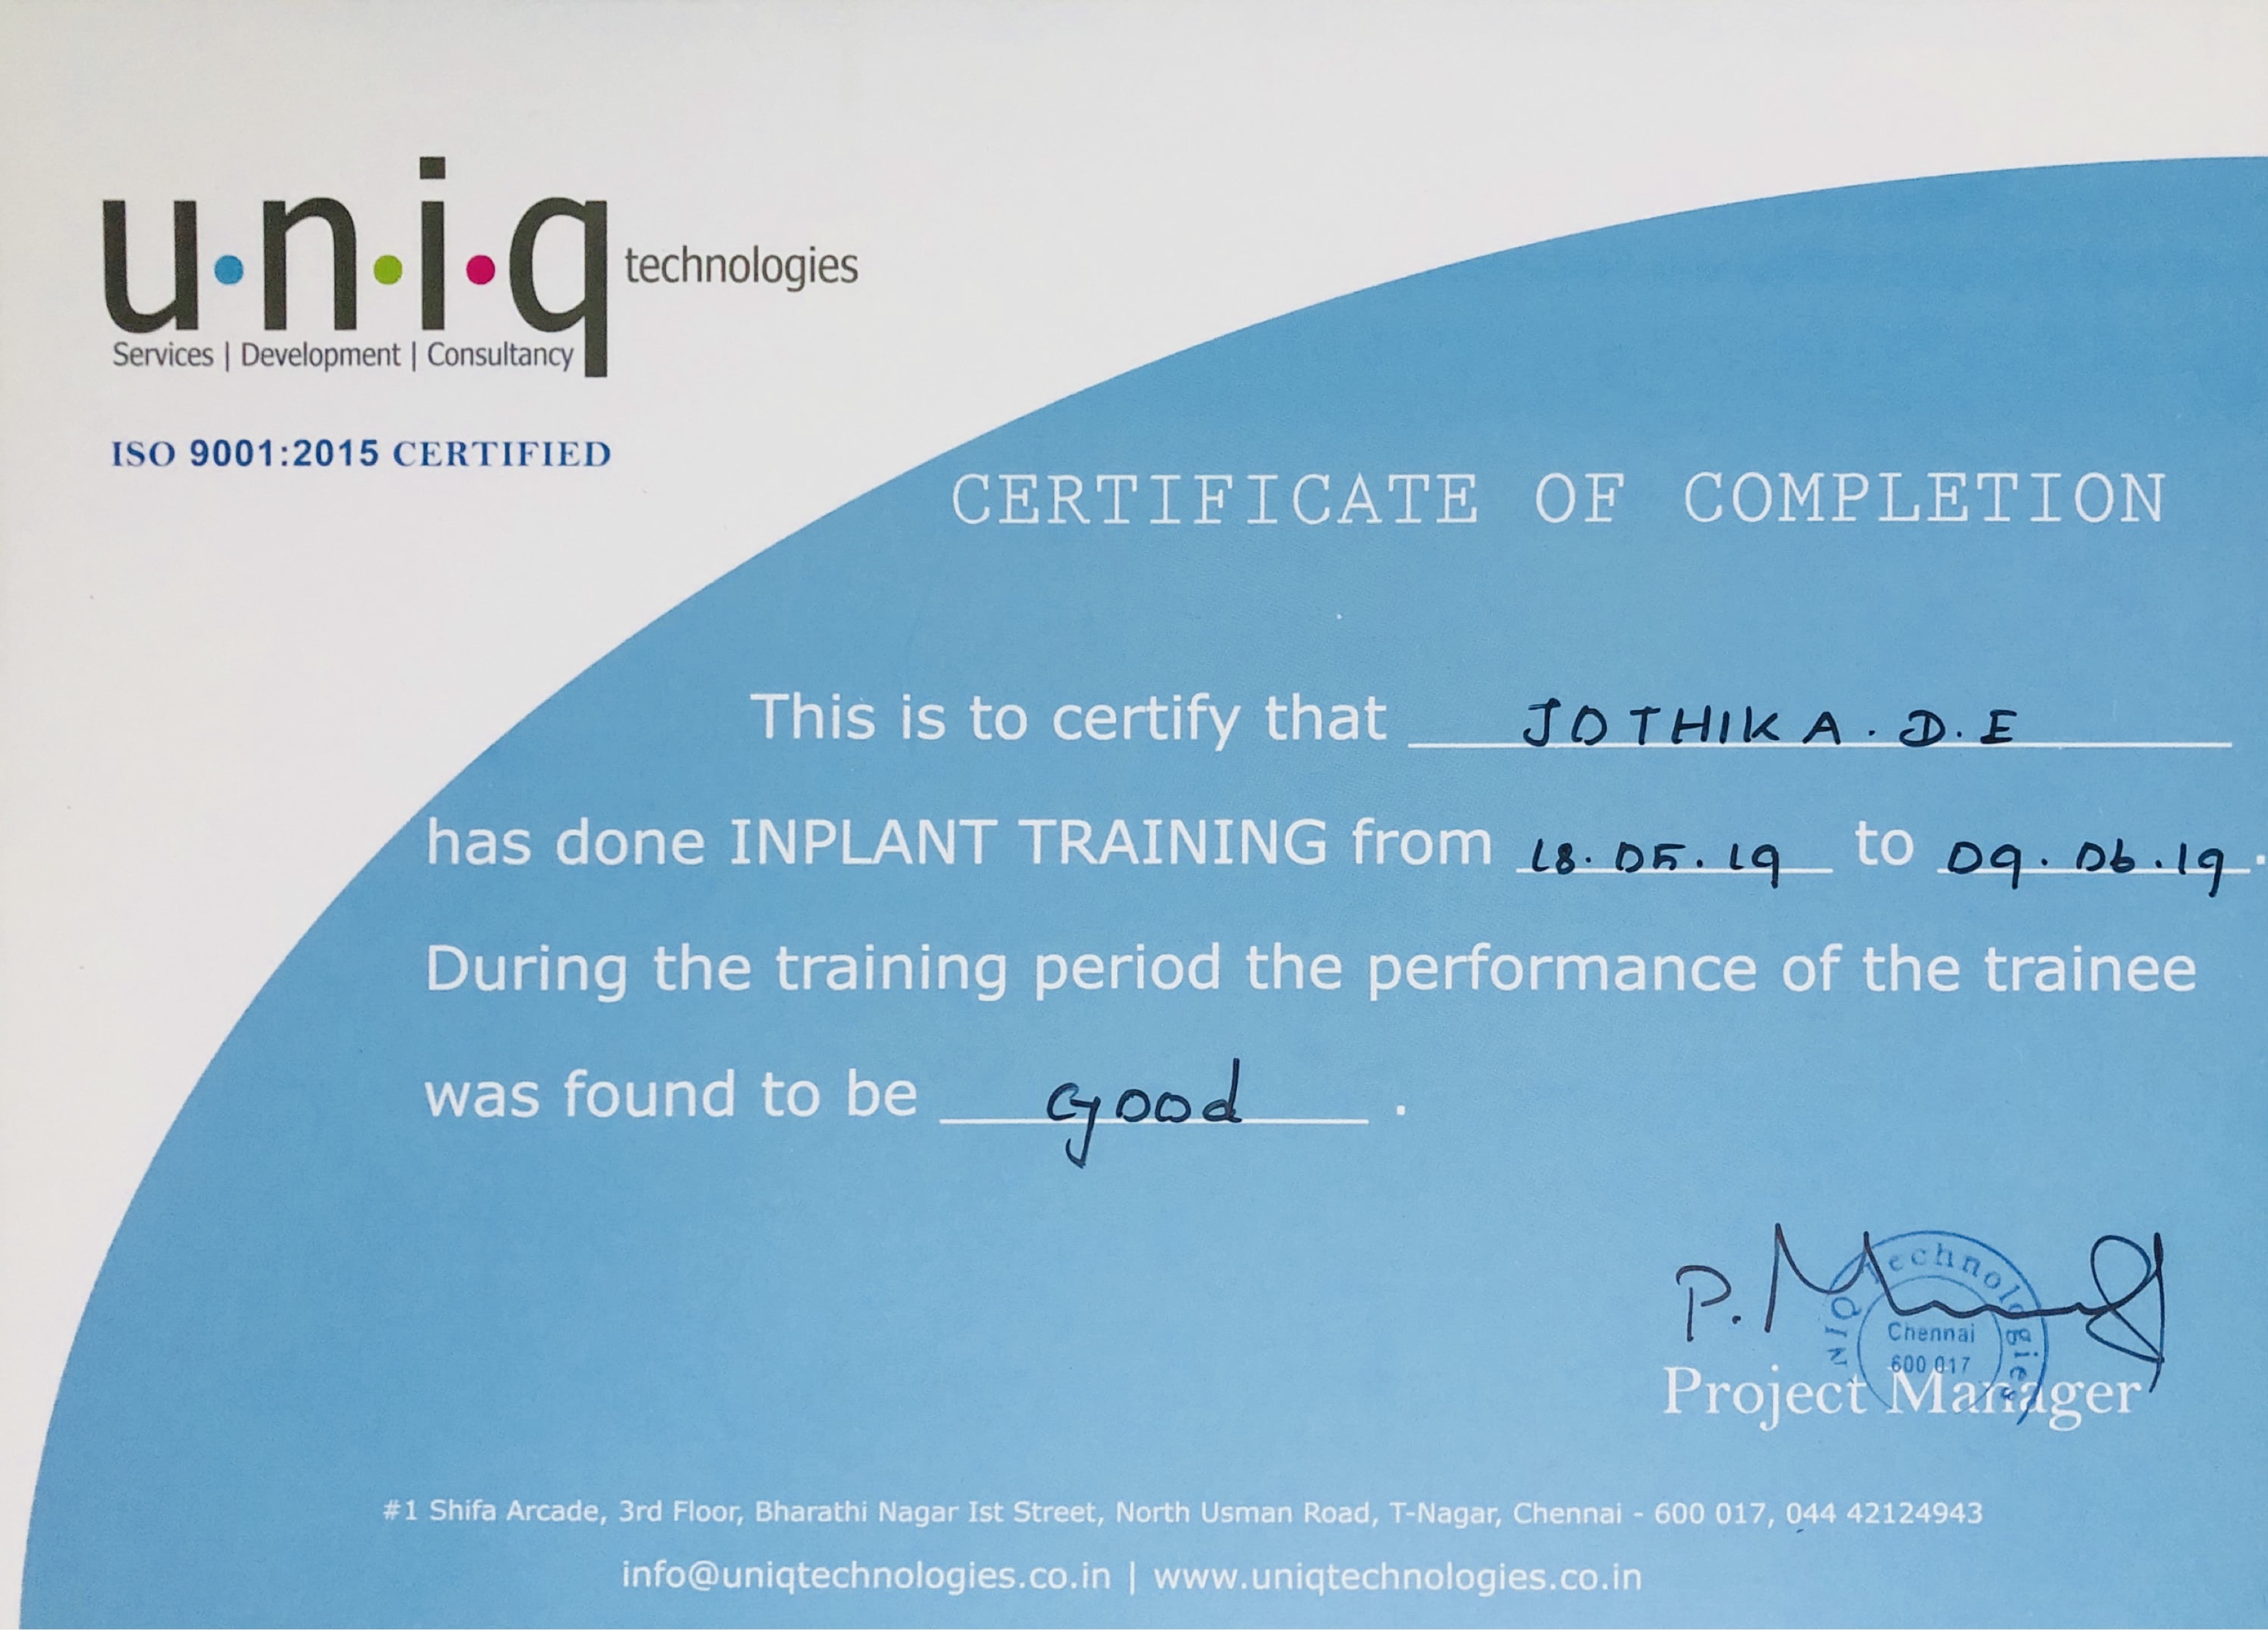 u.n.i.q technologies
Services | Development | Consultancy
ISO 9001:2015 CERTIFIED
CERTIFICATE OF COMPLETION
This is to certify that JOTHIKA.D.E
has done INPLANT TRAINING from 18.05.19 to 09.06.19.
During the training period the performance of the trainee
was found to be Good.
P.
UNIQ Technologies
Chennai
600 017
Project Manager
#1 Shifa Arcade, 3rd Floor, Bharathi Nagar Ist Street, North Usman Road, T-Nagar, Chennai - 600 017, 044 42124943
info@uniqtechnologies.co.in | www.uniqtechnologies.co.in